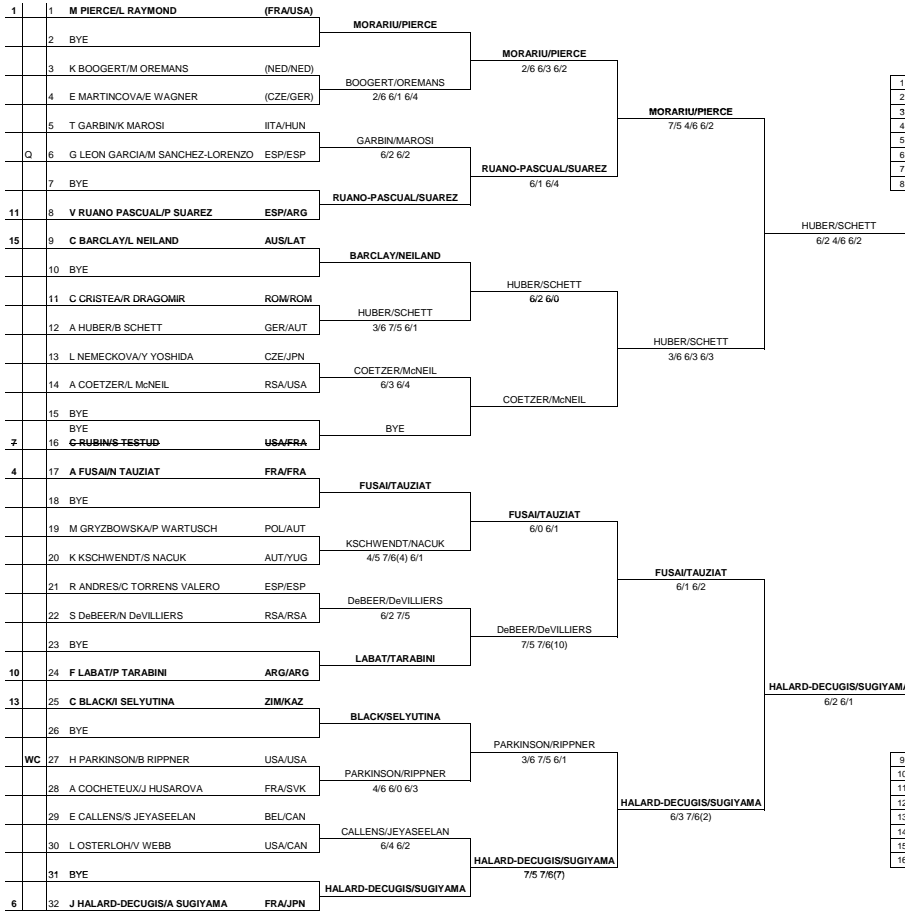 1 1 M PIERCE/L RAYMOND (FRA/USA)
MORARIU/PIERCE
2 BYE
MORARIU/PIERCE
3 K BOOGERT/M OREMANS (NED/NED)
2/6 6/3 6/2
BOOGERT/OREMANS
4 E MARTINCOVA/E WAGNER (CZE/GER)
2/6 6/1 6/4
MORARIU/PIERCE
5 T GARBIN/K MAROSI IITA/HUN
7/5 4/6 6/2
GARBIN/MAROSI
Q 6 G LEON GARCIA/M SANCHEZ-LORENZO ESP/ESP
6/2 6/2
RUANO-PASCUAL/SUAREZ
7 BYE
6/1 6/4
RUANO-PASCUAL/SUAREZ
11 8 V RUANO PASCUAL/P SUAREZ ESP/ARG
HUBER/SCHETT
15 9 C BARCLAY/L NEILAND AUS/LAT
6/2 4/6 6/2
BARCLAY/NEILAND
10 BYE
HUBER/SCHETT
11 C CRISTEA/R DRAGOMIR ROM/ROM
6/2 6/0
HUBER/SCHETT
12 A HUBER/B SCHETT GER/AUT
3/6 7/5 6/1
HUBER/SCHETT
13 L NEMECKOVA/Y YOSHIDA CZE/JPN
3/6 6/3 6/3
COETZER/McNEIL
14 A COETZER/L McNEIL RSA/USA
6/3 6/4
COETZER/McNEIL
15 BYE
BYE
BYE
7 16 C RUBIN/S TESTUD USA/FRA
4 17 A FUSAI/N TAUZIAT FRA/FRA
FUSAI/TAUZIAT
18 BYE
FUSAI/TAUZIAT
19 M GRYZBOWSKA/P WARTUSCH POL/AUT
6/0 6/1
KSCHWENDT/NACUK
20 K KSCHWENDT/S NACUK AUT/YUG
4/5 7/6(4) 6/1
FUSAI/TAUZIAT
21 R ANDRES/C TORRENS VALERO ESP/ESP
6/1 6/2
DeBEER/DeVILLIERS
22 S DeBEER/N DeVILLIERS RSA/RSA
6/2 7/5
DeBEER/DeVILLIERS
23 BYE
7/5 7/6(10)
LABAT/TARABINI
10 24 F LABAT/P TARABINI ARG/ARG
HALARD-DECUGIS/SUGIYAMA
13 25 C BLACK/I SELYUTINA ZIM/KAZ
6/2 6/1
BLACK/SELYUTINA
26 BYE
PARKINSON/RIPPNER
WC 27 H PARKINSON/B RIPPNER USA/USA
3/6 7/5 6/1
PARKINSON/RIPPNER
28 A COCHETEUX/J HUSAROVA FRA/SVK
4/6 6/0 6/3
HALARD-DECUGIS/SUGIYAMA
29 E CALLENS/S JEYASEELAN BEL/CAN
6/3 7/6(2)
CALLENS/JEYASEELAN
30 L OSTERLOH/V WEBB USA/CAN
6/4 6/2
HALARD-DECUGIS/SUGIYAMA
31 BYE
7/5 7/6(7)
HALARD-DECUGIS/SUGIYAMA
6 32 J HALARD-DECUGIS/A SUGIYAMA FRA/JPN
1
2
3
4
5
6
7
8
9
10
11
12
13
14
15
16